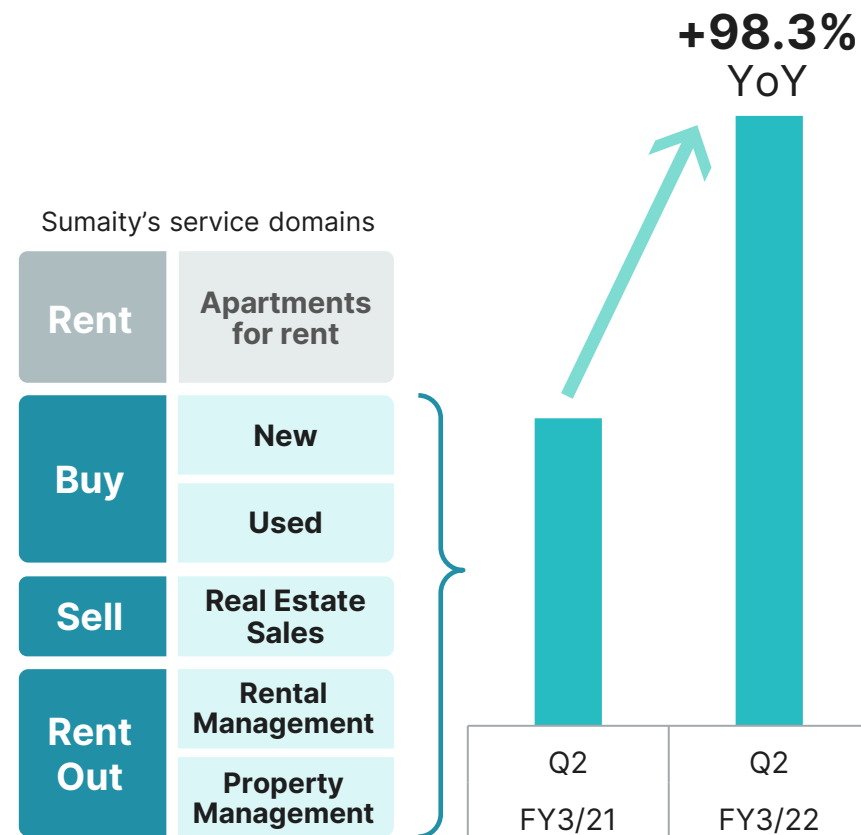 +98.3%
YoY
Sumaity’s service domains
Rent
Apartments
for rent
Buy
New
Used
Sell
Real Estate
Sales
Rent
Out
Rental
Management
Property
Management
Q2
Q2
FY3/21
FY3/22